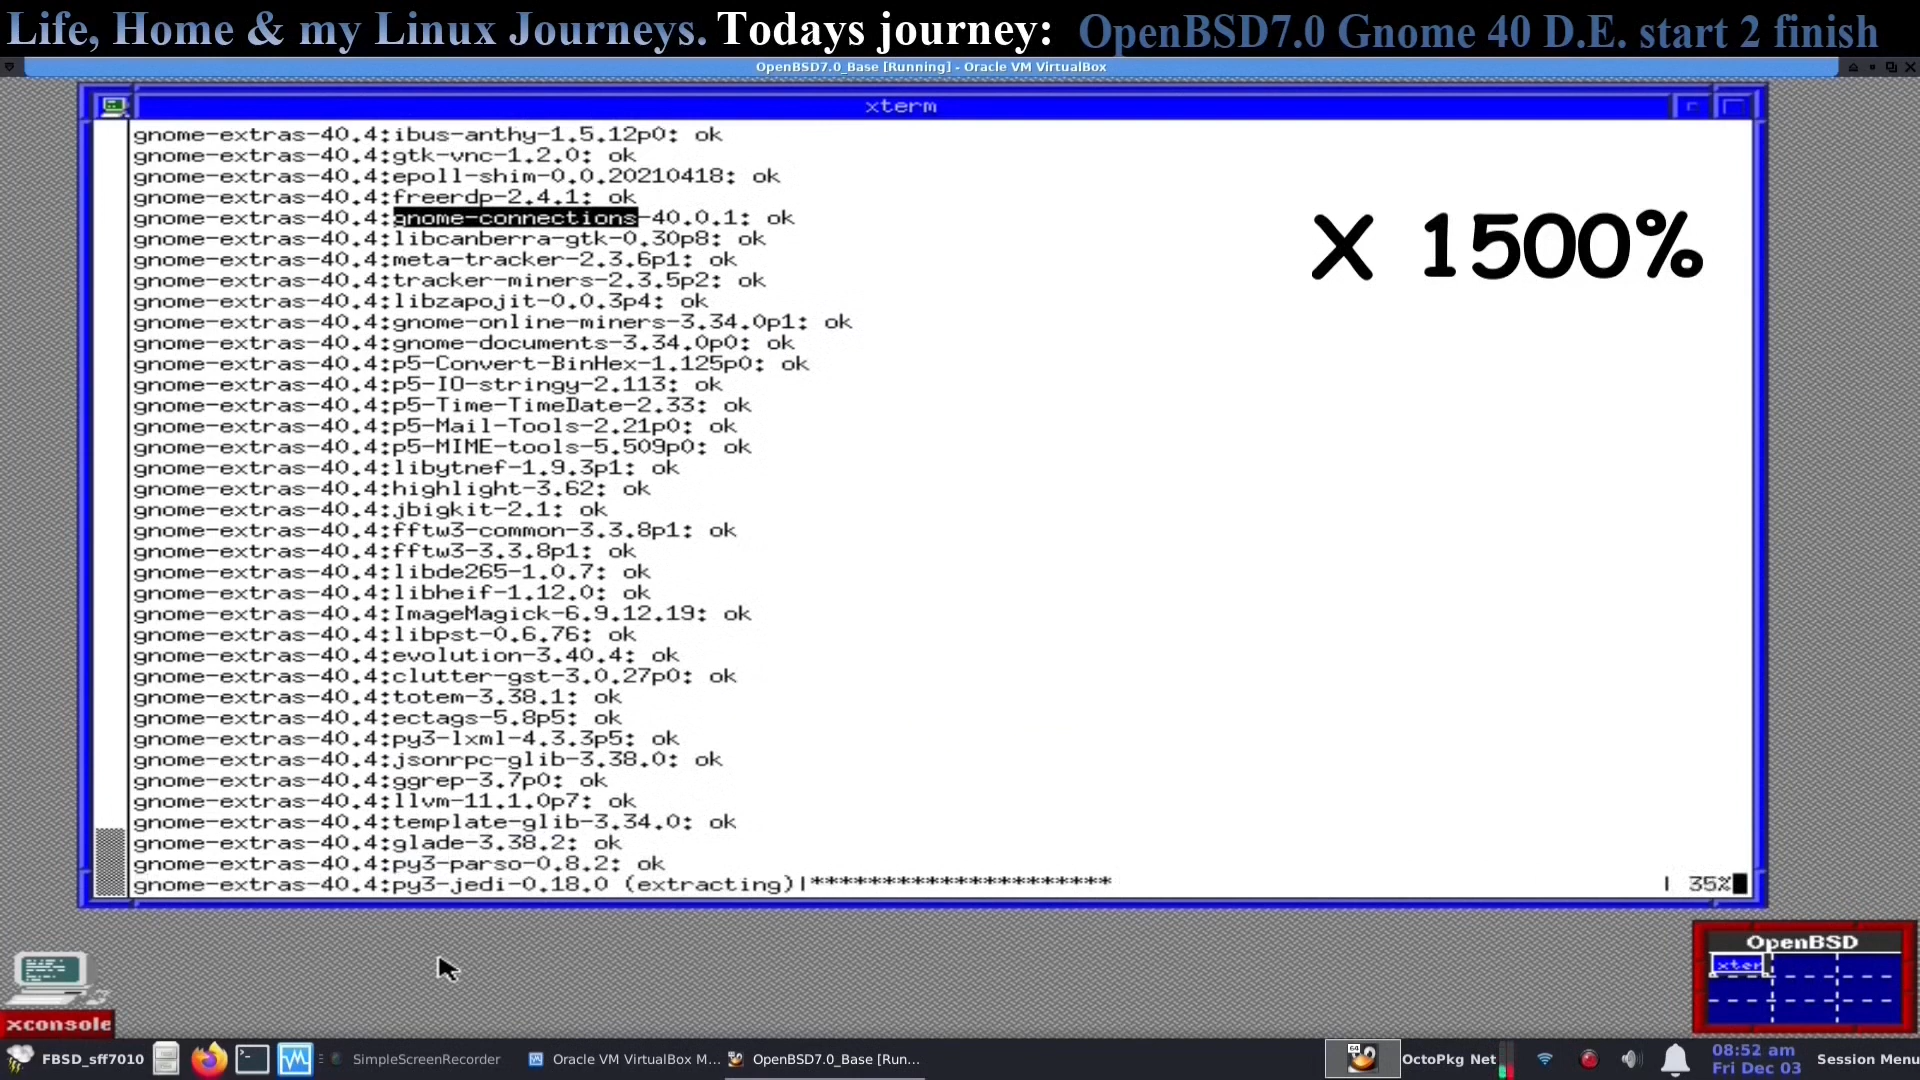 Life, Home & my Linux Journeys. Todays journey: OpenBSD7.0 Gnome 40 D.E. start 2 finish
OpenBSD7.0_Base [Running] - Oracle VM VirtualBox
xterm
gnome-extras-40.4:ibus-anthy-1.5.12p0: ok
gnome-extras-40.4:gtk-vnc-1.2.0: ok
gnome-extras-40.4:epoll-shim-0.0.20210418: ok
gnome-extras-40.4:freerdp-2.4.1: ok
gnome-extras-40.4:gnome-connections-40.0.1: ok
gnome-extras-40.4:libcanberra-gtk-0.30p8: ok
gnome-extras-40.4:meta-tracker-2.3.6p1: ok
gnome-extras-40.4:tracker-miners-2.3.5p2: ok
gnome-extras-40.4:libzapojit-0.0.3p4: ok
gnome-extras-40.4:gnome-online-miners-3.34.0p1: ok
gnome-extras-40.4:gnome-documents-3.34.0p0: ok
gnome-extras-40.4:p5-Convert-BinHex-1.125p0: ok
gnome-extras-40.4:p5-IO-stringy-2.113: ok
gnome-extras-40.4:p5-Time-TimeDate-2.33: ok
gnome-extras-40.4:p5-Mail-Tools-2.21p0: ok
gnome-extras-40.4:p5-MIME-tools-5.509p0: ok
gnome-extras-40.4:libytnef-1.9.3p1: ok
gnome-extras-40.4:highlight-3.62: ok
gnome-extras-40.4:jbigkit-2.1: ok
gnome-extras-40.4:fftw3-common-3.3.8p1: ok
gnome-extras-40.4:fftw3-3.3.8p1: ok
gnome-extras-40.4:libde265-1.0.7: ok
gnome-extras-40.4:libheif-1.12.0: ok
gnome-extras-40.4:ImageMagick-6.9.12.19: ok
gnome-extras-40.4:libpst-0.6.76: ok
gnome-extras-40.4:evolution-3.40.4: ok
gnome-extras-40.4:clutter-gst-3.0.27p0: ok
gnome-extras-40.4:totem-3.38.1: ok
gnome-extras-40.4:ectags-5.8p5: ok
gnome-extras-40.4:py3-lxml-4.3.3p5: ok
gnome-extras-40.4:jsonrpc-glib-3.38.0: ok
gnome-extras-40.4:ggrep-3.7p0: ok
gnome-extras-40.4:llvm-11.1.0p7: ok
gnome-extras-40.4:template-glib-3.34.0: ok
gnome-extras-40.4:glade-3.38.2: ok
gnome-extras-40.4:py3-parso-0.8.2: ok
gnome-extras-40.4:py3-jedi-0.18.0 (extracting)|********************* | 35%
X 1500%
OpenBSD
xter
xconsole
FBSD_sff7010
SimpleScreenRecorder
Oracle VM VirtualBox M...
OpenBSD7.0_Base [Run...
OctoPkg Net
08:52 am
Fri Dec 03
Session Menu